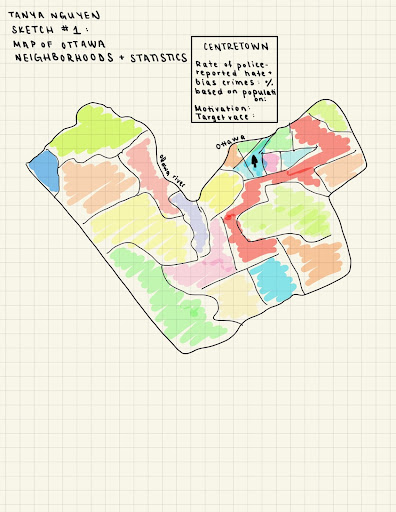 TANYA NGUYEN
SKETCH #1:
MAP OF OTTAWA
NEIGHBORHOODS + STATISTICS
CENTRETOWN
Rate of police-
reported hate +
bias crimes: %
based on populati
on:
Motivation:
Target race:
Ottawa
river